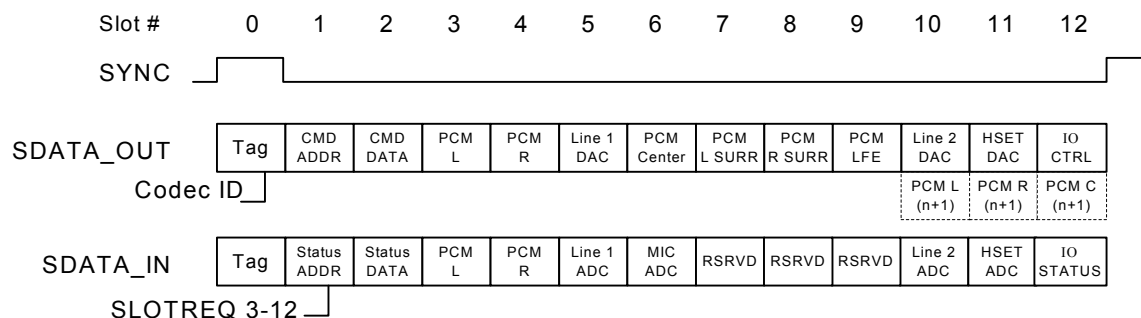 Slot # 0 1 2 3 4 5 6 7 8 9 10 11 12
SYNC
SDATA_OUT Tag CMD ADDR CMD DATA PCM L PCM R Line 1 DAC PCM Center PCM L SURR PCM R SURR PCM LFE Line 2 DAC HSET DAC IO CTRL
Codec ID PCM L (n+1) PCM R (n+1) PCM C (n+1)
SDATA_IN Tag Status ADDR Status DATA PCM L PCM R Line 1 ADC MIC ADC RSRVD RSRVD RSRVD Line 2 ADC HSET ADC IO STATUS
SLOTREQ 3-12